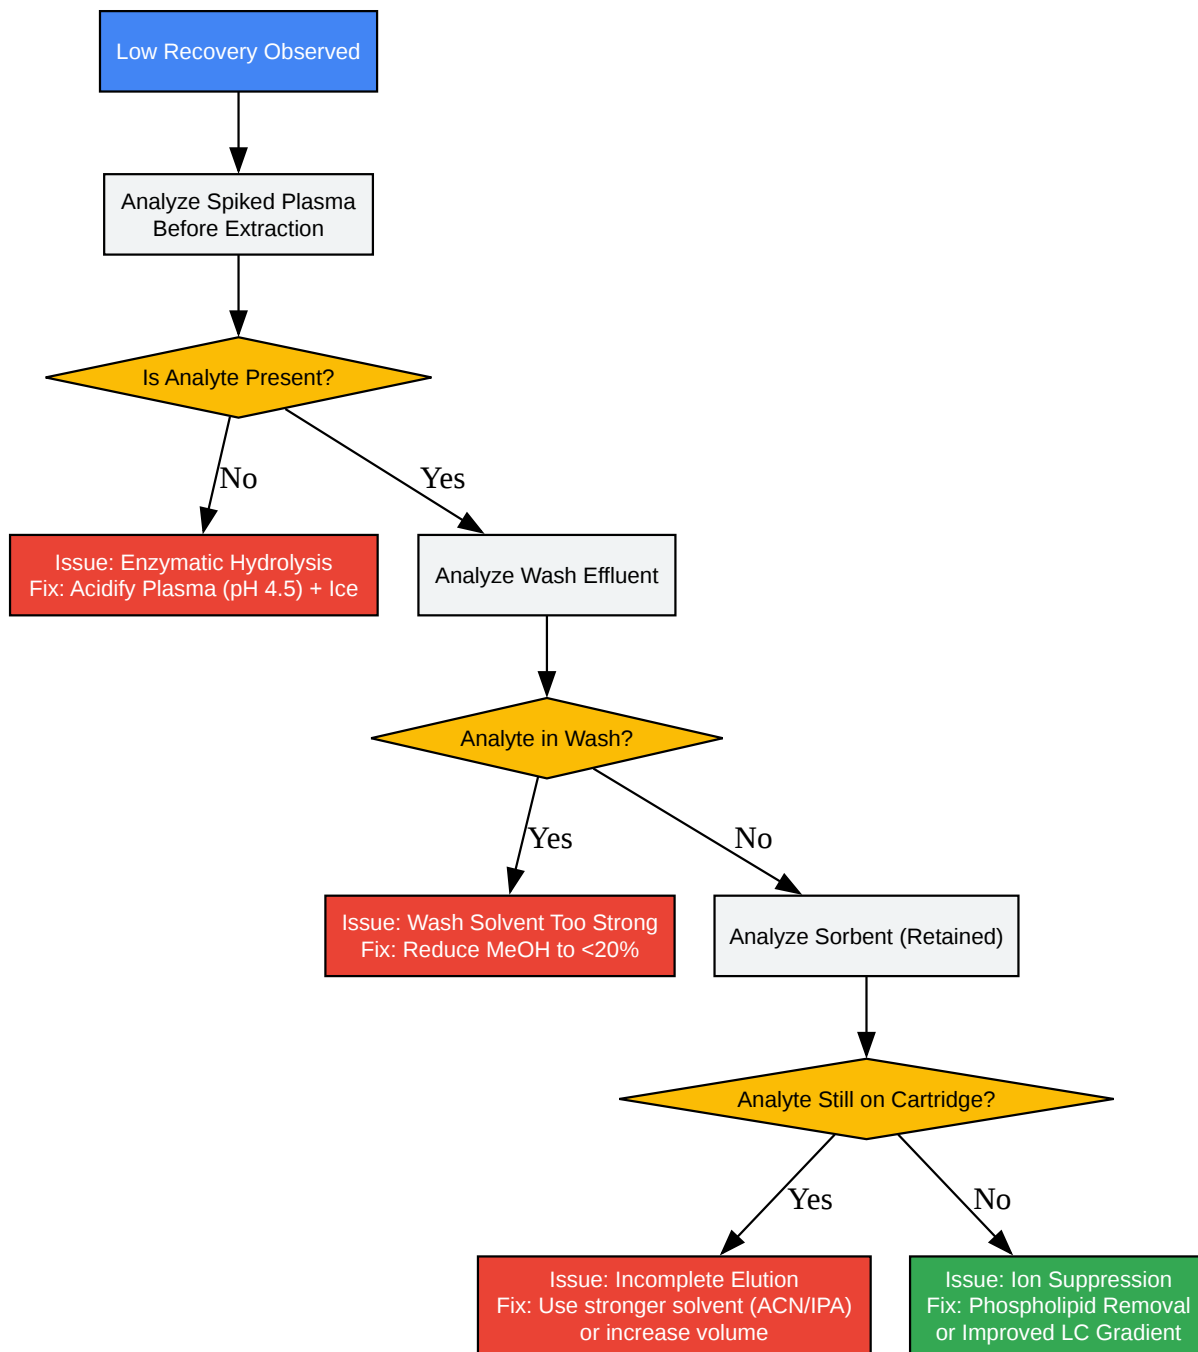 Low Recovery Observed
Analyze Spiked Plasma
Before Extraction
Is Analyte Present?
No
Yes
Issue: Enzymatic Hydrolysis
Fix: Acidify Plasma (pH 4.5) + Ice
Analyze Wash Effluent
Analyte in Wash?
Yes
No
Issue: Wash Solvent Too Strong
Fix: Reduce MeOH to <20%
Analyze Sorbent (Retained)
Analyte Still on Cartridge?
Yes
No
Issue: Incomplete Elution
Fix: Use stronger solvent (ACN/IPA)
or increase volume
Issue: Ion Suppression
Fix: Phospholipid Removal
or Improved LC Gradient